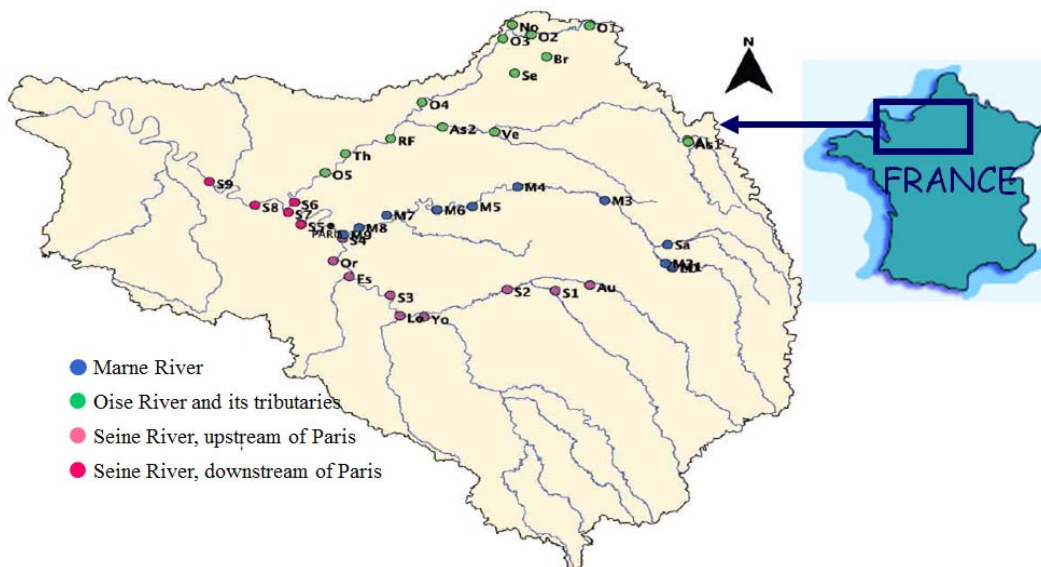 No
O1
O2
O3
N
Br
Se
O4
As2
Ve
RF
As1
Th
O5
FRANCE
S9
M4
S6
M3
S8
M5
M6
S7
M7
S5
M8
PARIS
M9
S4
Sa
Or
M2
M1
Es
Au
S2
S1
S3
Lo
Yo
Marne River
Oise River and its tributaries
Seine River, upstream of Paris
Seine River, downstream of Paris